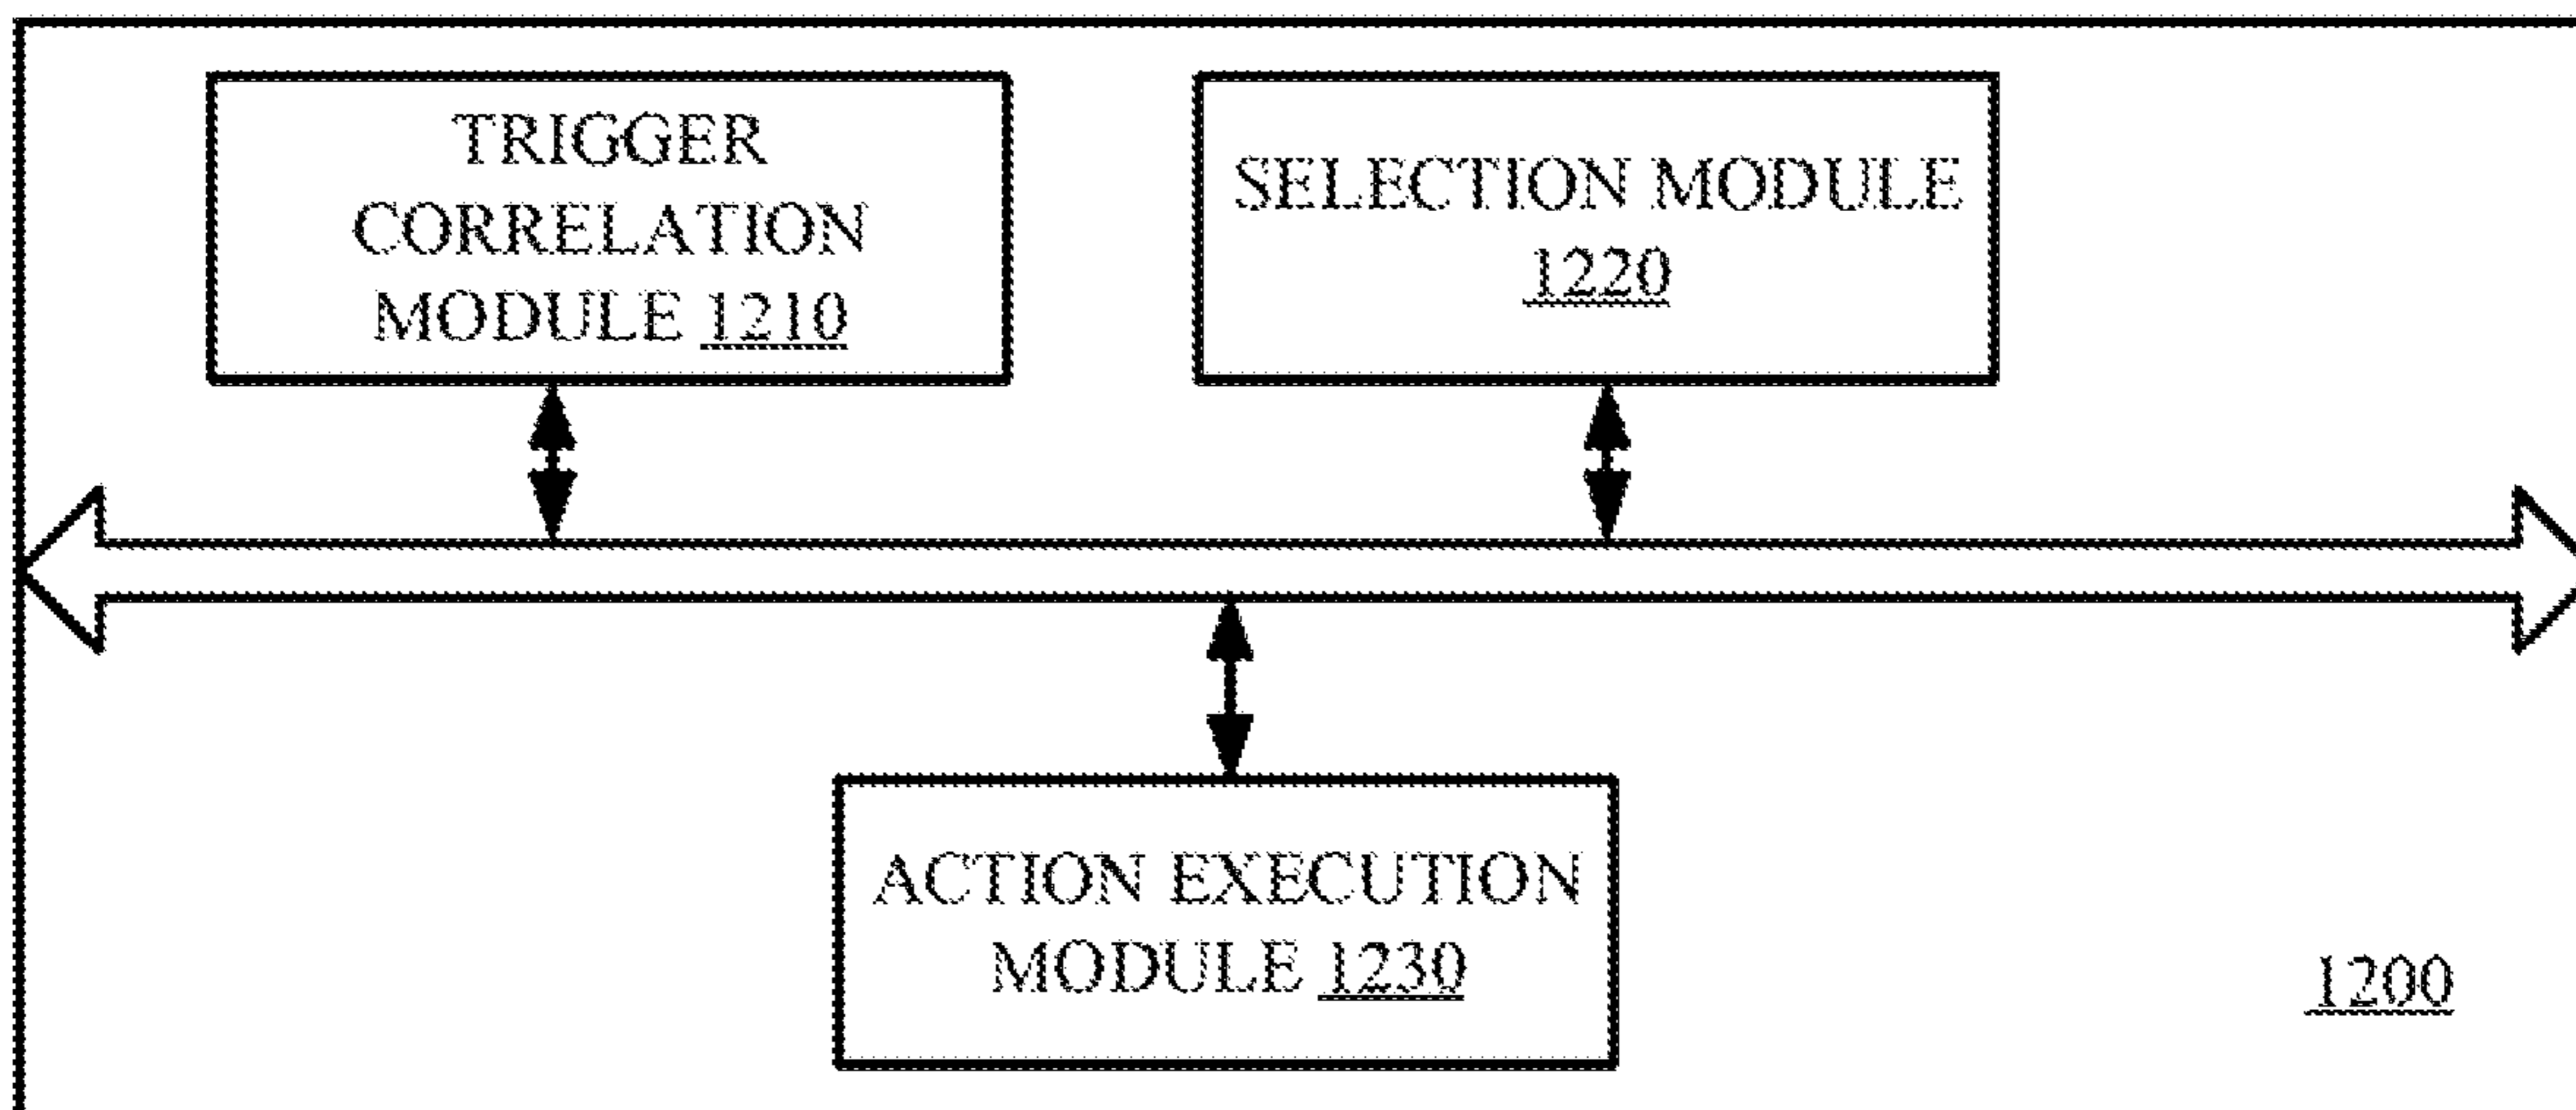 TRIGGER
CORRELATION
MODULE 1210
SELECTION MODULE
1220
ACTION EXECUTION
MODULE 1230
1200